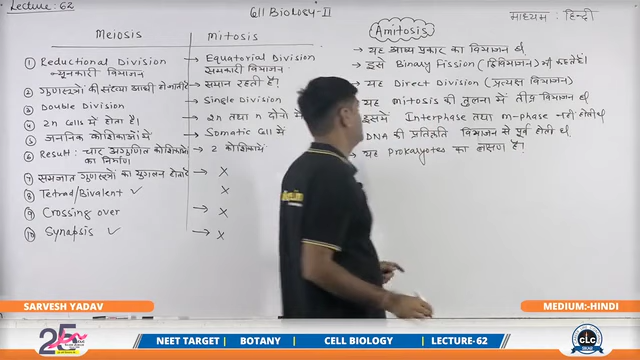 Lecture: 62
G11 Biology-II
माध्यम : हिन्दी
Meiosis
mitosis
① Reductional Division → Equatorial Division
न्यूनकारी विभाजन
समकारी विभाजन
② गुणसूत्रों की संख्या आधी हो जाती है → समान रहती है?
③ Double Division → Single Division
④ 2n Cells में होता है। → 2n तथा n दोनों में
⑤ जननिक कोशिकाओं में → Somatic Cell में
⑥ Result: चार अगुणित कोशिकाओं का निर्माण → 2 कोशिकायें
⑦ समजात गुणसूत्रों का युगलन होता है → ×
⑧ Tetrad/Bivalent ✓ ×
⑨ Crossing over → ×
⑩ Synapsis ✓ → ×
Amitosis
→ यह आद्य प्रकार का विभाजन है
→ इसे Binary Fission (द्विविभाजन) भी कहते हैं।
→ यह Direct Division (प्रत्यक्ष विभाजन)
→ यह mitosis की तुलना में तीव्र विभाजन है
इसमें Interphase तथा m-phase नहीं होती है
DNA की प्रतिकृति विभाजन से पूर्व होती है
→ यह Prokaryotes का लक्षण है।
SARVESH YADAV
MEDIUM:-HINDI
25
NEET TARGET
BOTANY
CELL BIOLOGY
LECTURE-62
CLC